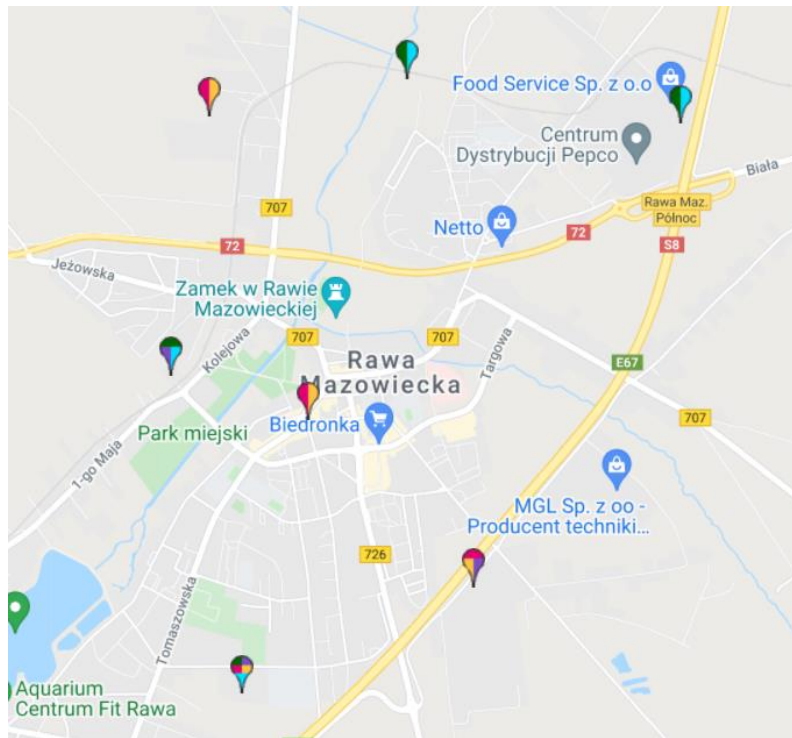 Food Service Sp. z o.o
Centrum
Dystrybucji Pepco
Biała
Rawa Maz.
Północ
707
Netto
72
72
S8
Jeżowska
Zamek w Rawie
Mazowieckiej
Kolejowa
707
707
Rawa
Mazowiecka
Targowa
E67
707
Park miejski
Biedronka
1-go Maja
MGL Sp. z oo -
Producent techniki...
726
Tomaszowska
Aquarium
Centrum Fit Rawa